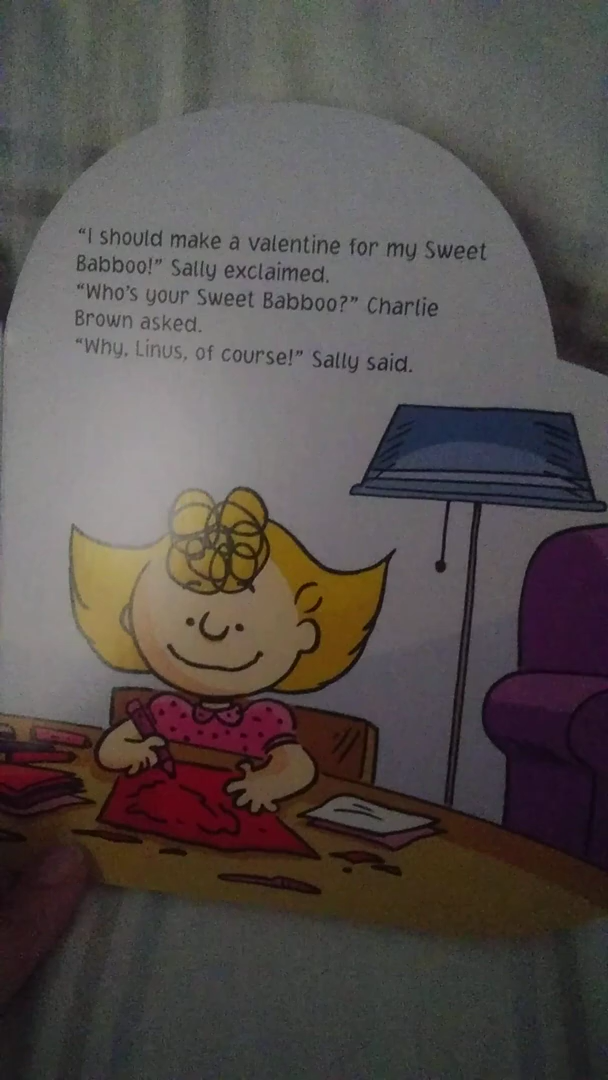 “I should make a valentine for my Sweet
Babboo!” Sally exclaimed.
“Who’s your Sweet Babboo?” Charlie
Brown asked.
“Why, Linus, of course!” Sally said.